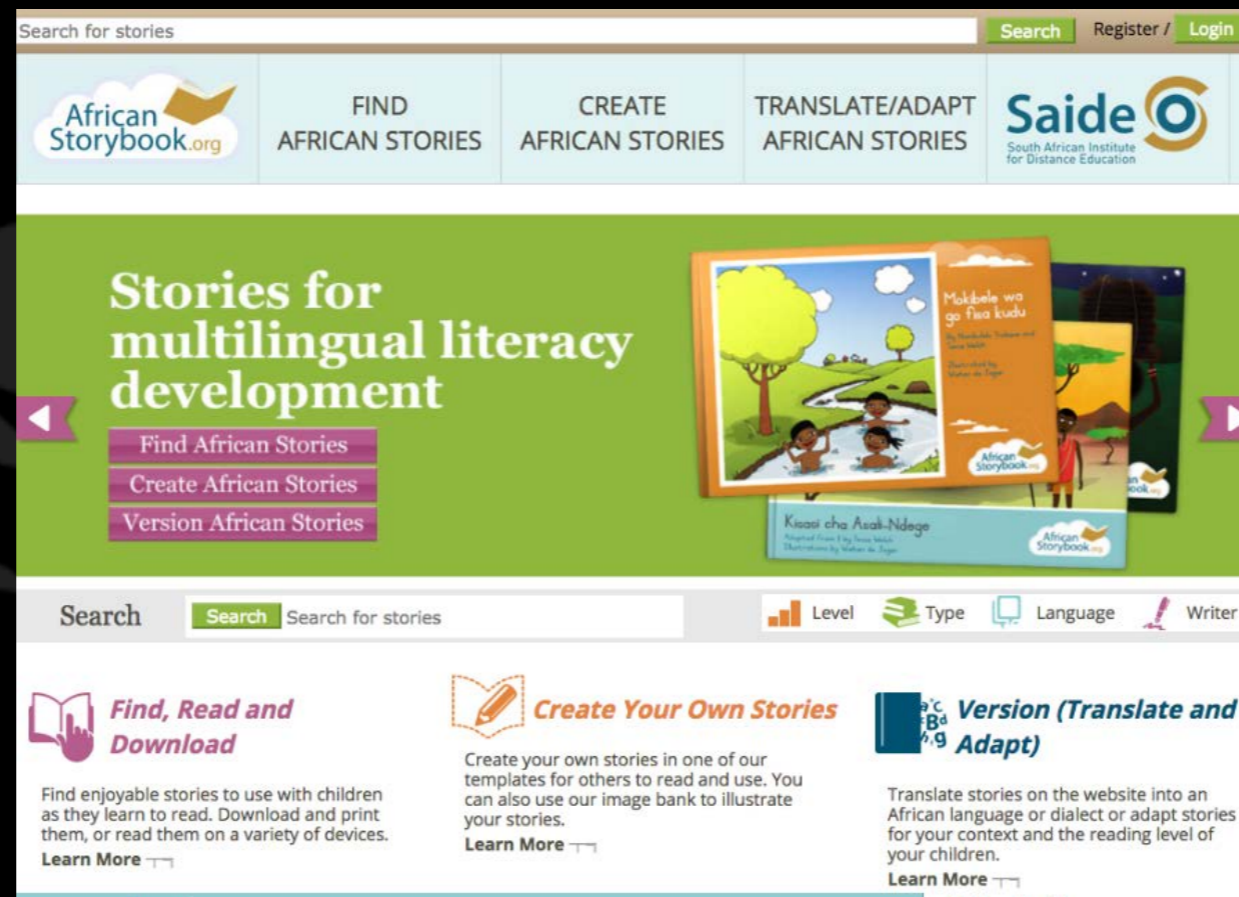 Search for stories
Search
Register /
Login
African
Storybook.org
FIND
AFRICAN STORIES
CREATE
AFRICAN STORIES
TRANSLATE/ADAPT
AFRICAN STORIES
Saide
South African Institute
for Distance Education
Stories for
multilingual literacy
development
Find African Stories
Create African Stories
Version African Stories
Mokibele wa
go fisa kudu
African
Storybook.org
Kisasi cha Asali-Ndege
African
Storybook.org
Search
Search
Search for stories
Level
Type
Language
Writer
Find, Read and
Download
Find enjoyable stories to use with children
as they learn to read. Download and print
them, or read them on a variety of devices.
Learn More
Create Your Own Stories
Create your own stories in one of our
templates for others to read and use. You
can also use our image bank to illustrate
your stories.
Learn More
Version (Translate and
Adapt)
Translate stories on the website into an
African language or dialect or adapt stories
for your context and the reading level of
your children.
Learn More